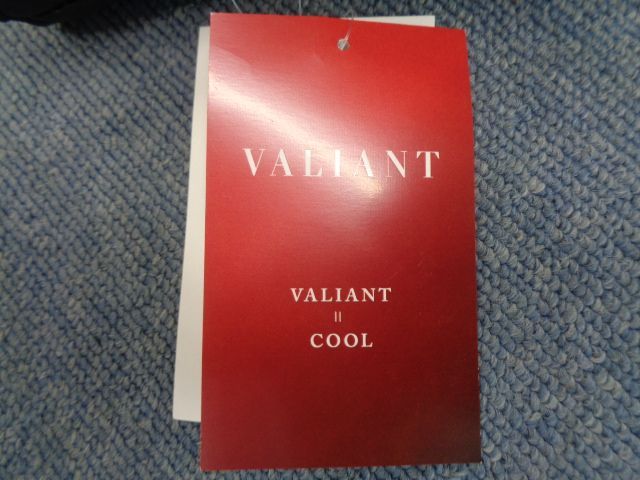 VALIANT
VALIANT
=
COOL